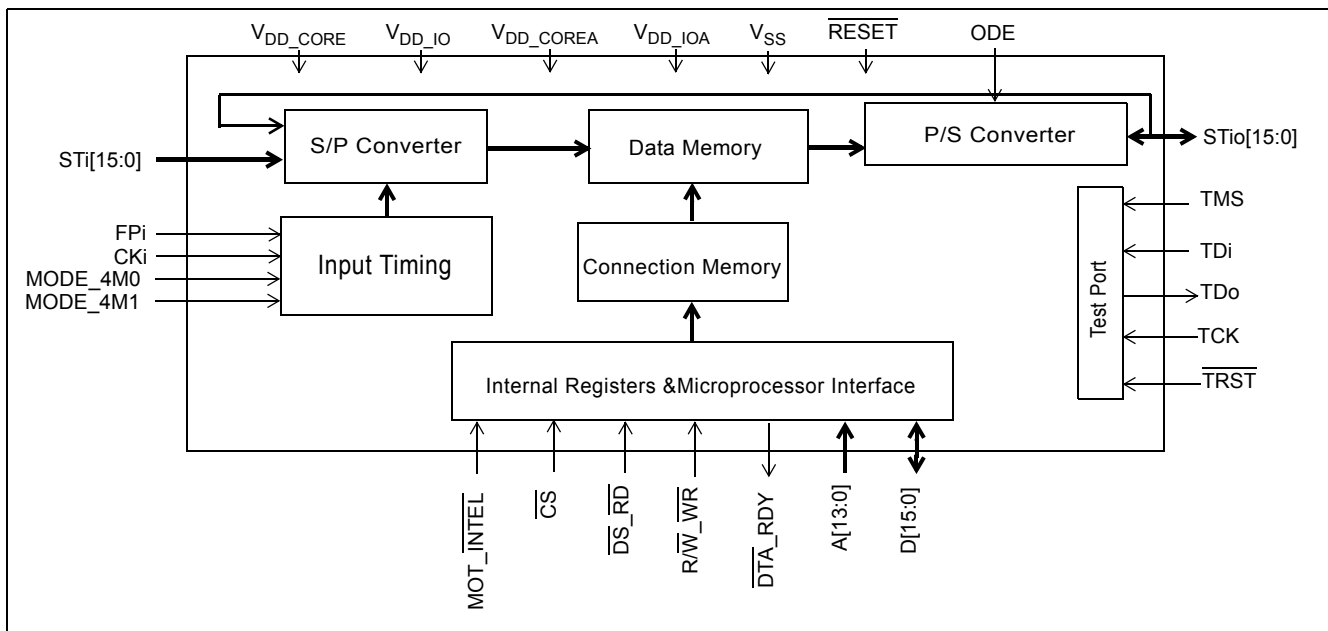 VDD_CORE
VDD_IO
VDD_COREA
VDD_IOA
VSS
RESET
ODE
S/P Converter
Data Memory
P/S Converter
STi[15:0]
STio[15:0]
FPi
CKi
MODE_4M0
MODE_4M1
Input Timing
Connection Memory
Test Port
TMS
TDi
TDo
TCK
TRST
Internal Registers &Microprocessor Interface
MOT_INTEL
CS
DS_RD
R/W_WR
DTA_RDY
A[13:0]
D[15:0]